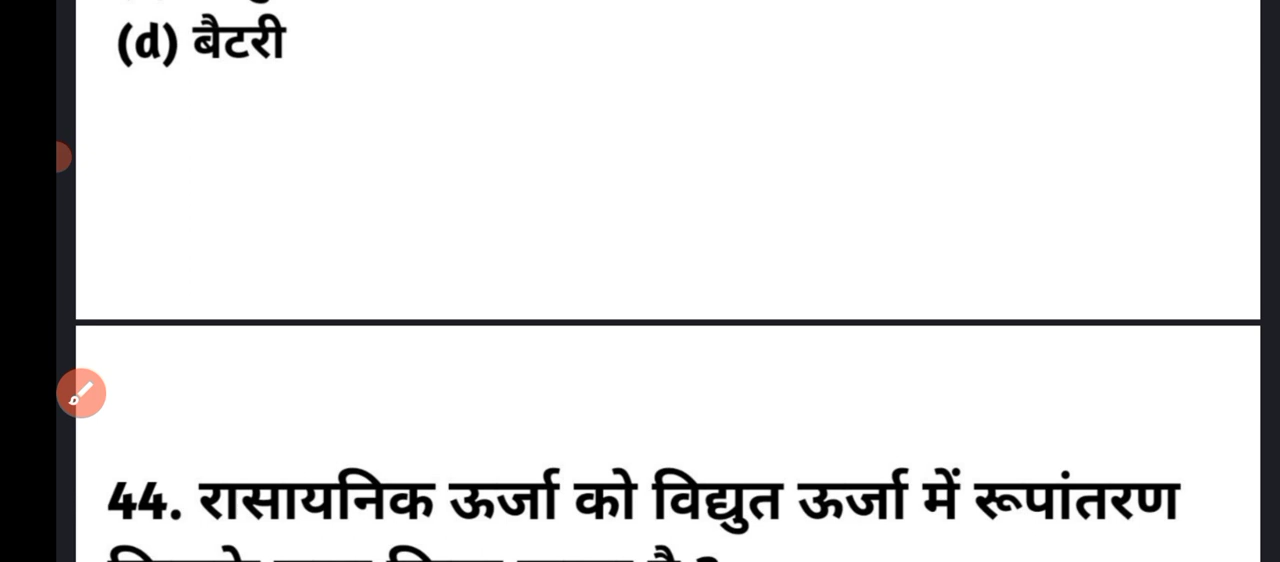 (d) बैटरी
44. रासायनिक ऊर्जा को विद्युत ऊर्जा में रूपांतरण